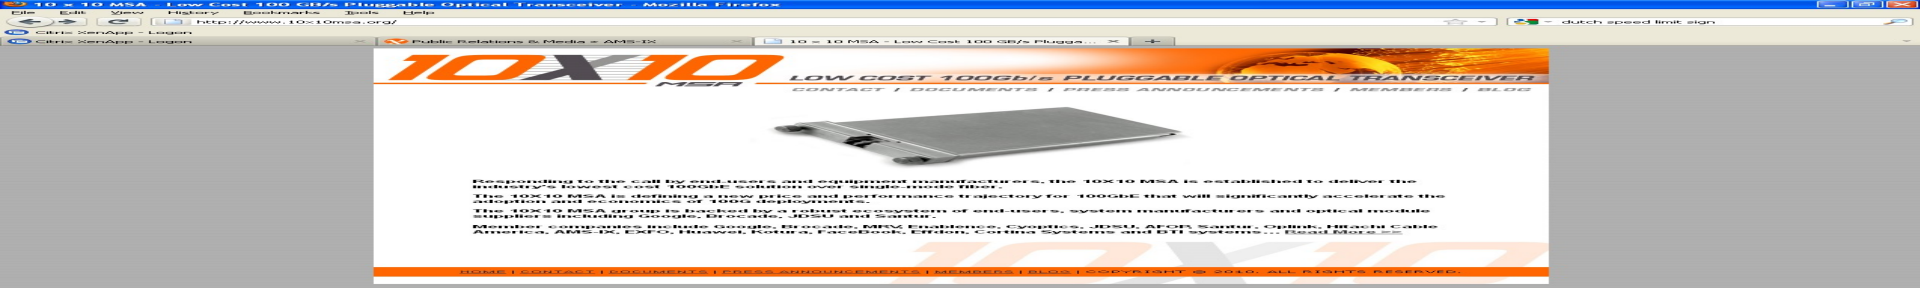 10 x 10 MSA - Low Cost 100 GB/s Pluggable Optical Transceiver - Mozilla Firefox
File Edit View History Bookmarks Tools Help
http://www.10x10msa.org/ dutch speed limit sign
Citrix XenApp - Logon
Citrix XenApp - Logon Public Relations & Media - AMS-IX 10 x 10 MSA - Low Cost 100 GB/s Plugga...
10X10
MSA
LOW COST 100Gb/s PLUGGABLE OPTICAL TRANSCEIVER
CONTACT | DOCUMENTS | PRESS ANNOUNCEMENTS | MEMBERS | BLOG
Responding to the call by end-users and equipment manufacturers, the 10X10 MSA is established to deliver the
industry's lowest cost 100GbE solution over single-mode fiber.
The 10X10 MSA is defining a new price and performance trajectory for 100GbE that will significantly accelerate the
adoption and economics of 100G deployments.
The 10X10 MSA group is backed by a robust ecosystem of end-users, system manufacturers and optical module
suppliers including Google, Brocade, JDSU and Santur.
Member companies include Google, Brocade, MRV, Enablence, Cyoptics, JDSU, AFOP, Santur, Oplink, Hitachi Cable
America, AMS-IX, EXFO, Huawei, Kotura, FaceBook, Effdon, Cortina Systems and BTI systems... Read More >>
10X10
HOME | CONTACT | DOCUMENTS | PRESS ANNOUNCEMENTS | MEMBERS | BLOG | COPYRIGHT © 2010. ALL RIGHTS RESERVED.